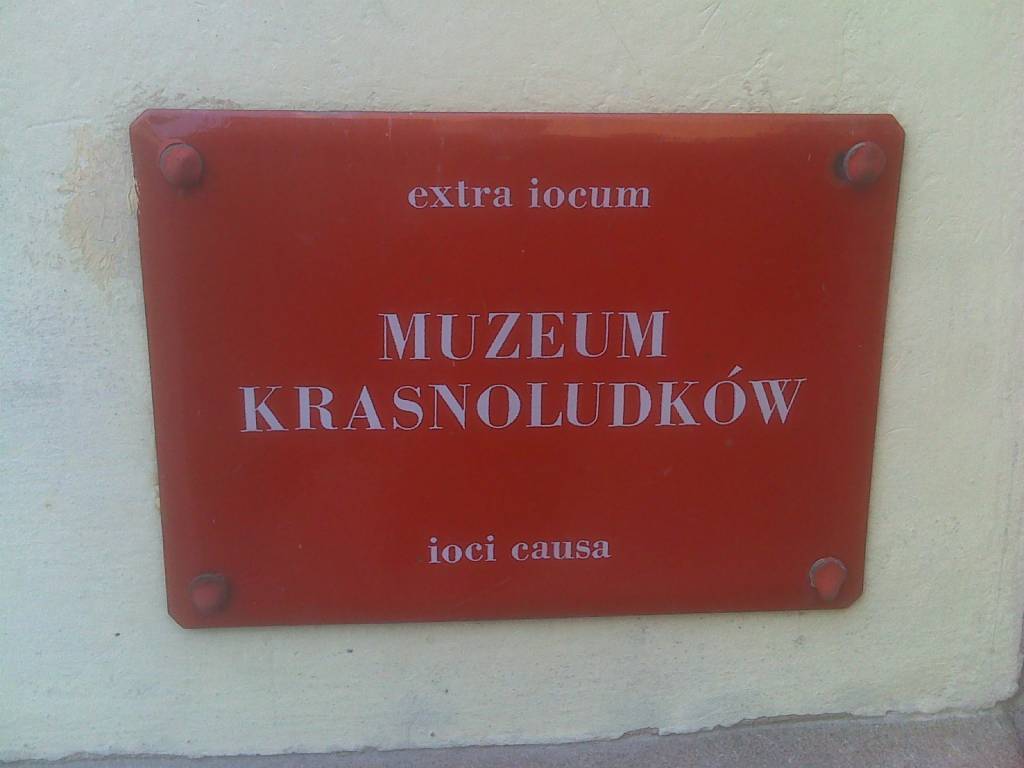 extra iocum
MUZEUM
KRASNOLUDKÓW
ioci causa